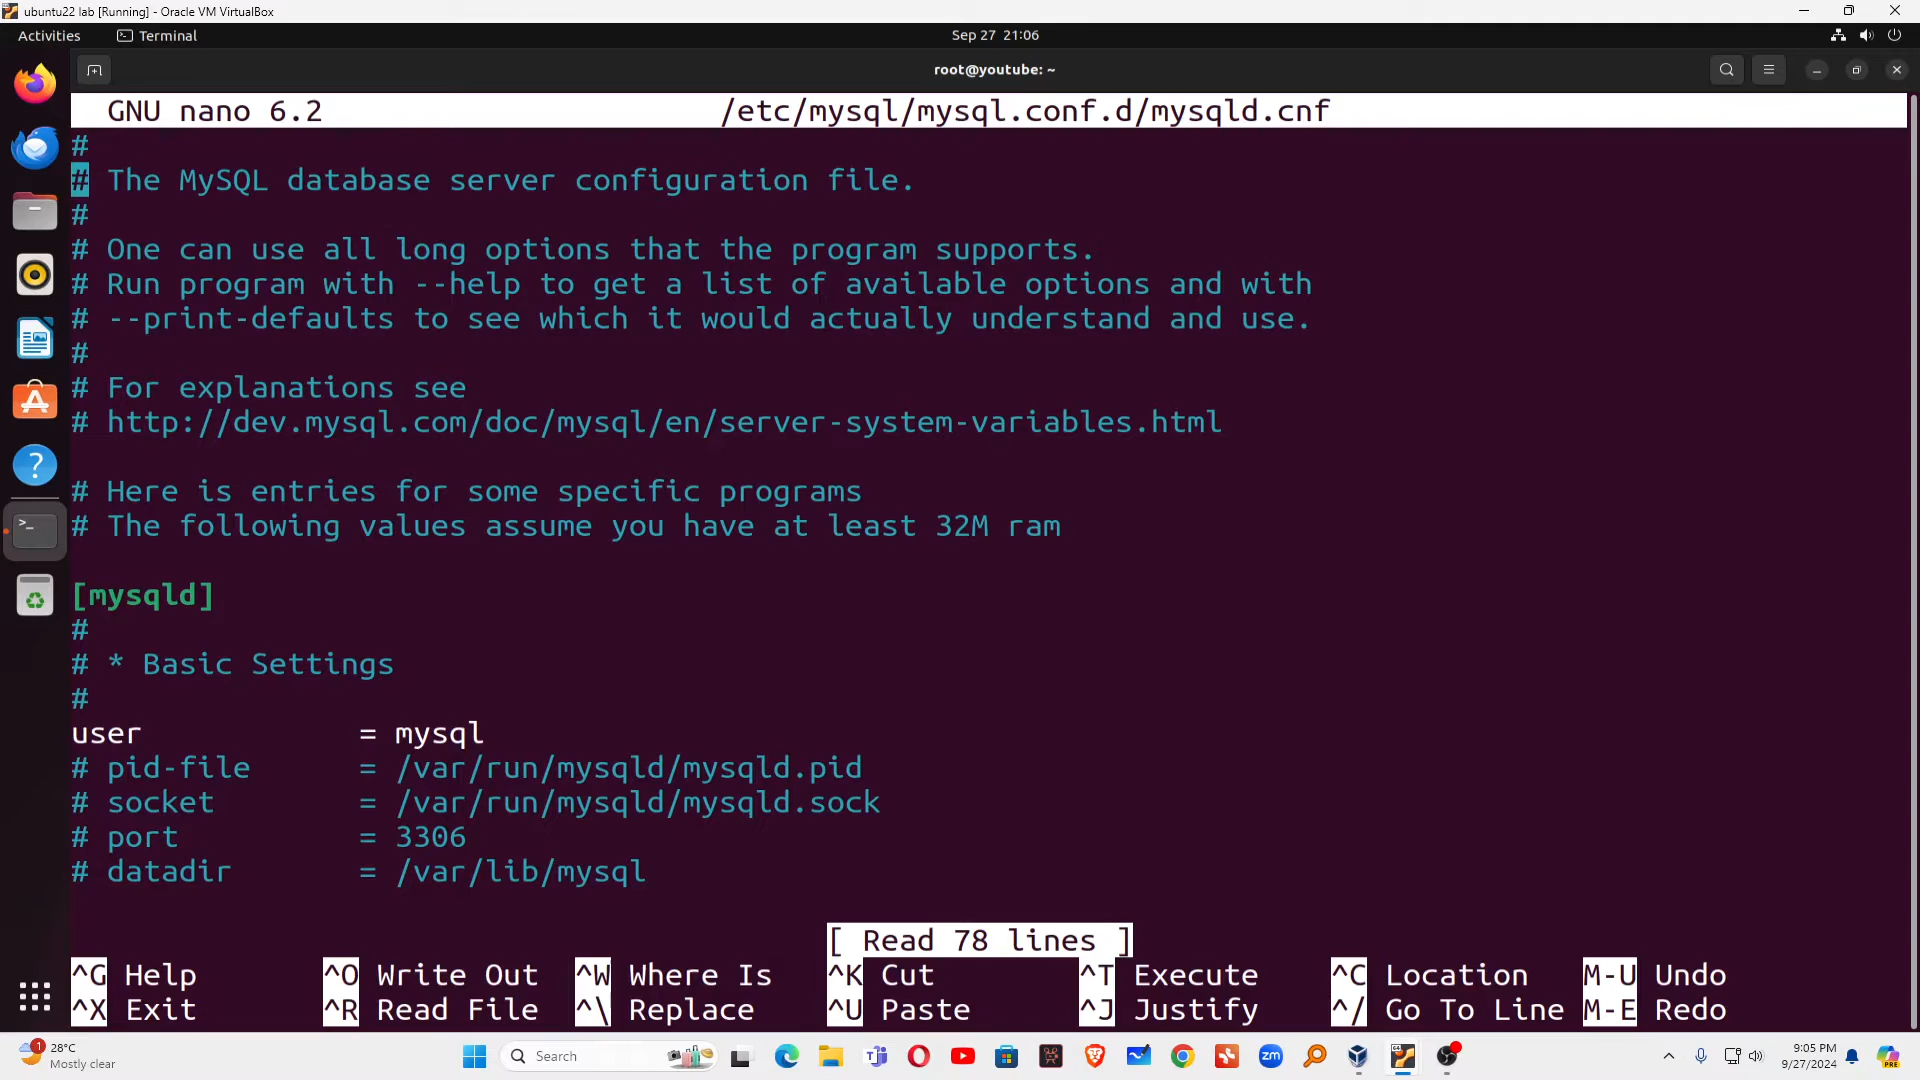 ubuntu22 lab [Running] - Oracle VM VirtualBox
Activities Terminal Sep 27 21:06
root@youtube: ~
GNU nano 6.2 /etc/mysql/mysql.conf.d/mysqld.cnf
#
# The MySQL database server configuration file.
#
# One can use all long options that the program supports.
# Run program with --help to get a list of available options and with
# --print-defaults to see which it would actually understand and use.
#
# For explanations see
# http://dev.mysql.com/doc/mysql/en/server-system-variables.html
# Here is entries for some specific programs
# The following values assume you have at least 32M ram
[mysqld]
#
# * Basic Settings
#
user = mysql
# pid-file = /var/run/mysqld/mysqld.pid
# socket = /var/run/mysqld/mysqld.sock
# port = 3306
# datadir = /var/lib/mysql
[ Read 78 lines ]
^G Help ^O Write Out ^W Where Is ^K Cut ^T Execute ^C Location M-U Undo
^X Exit ^R Read File ^\ Replace ^U Paste ^J Justify ^/ Go To Line M-E Redo
1 28°C
Mostly clear
Search
zm
9:05 PM
9/27/2024
PRE